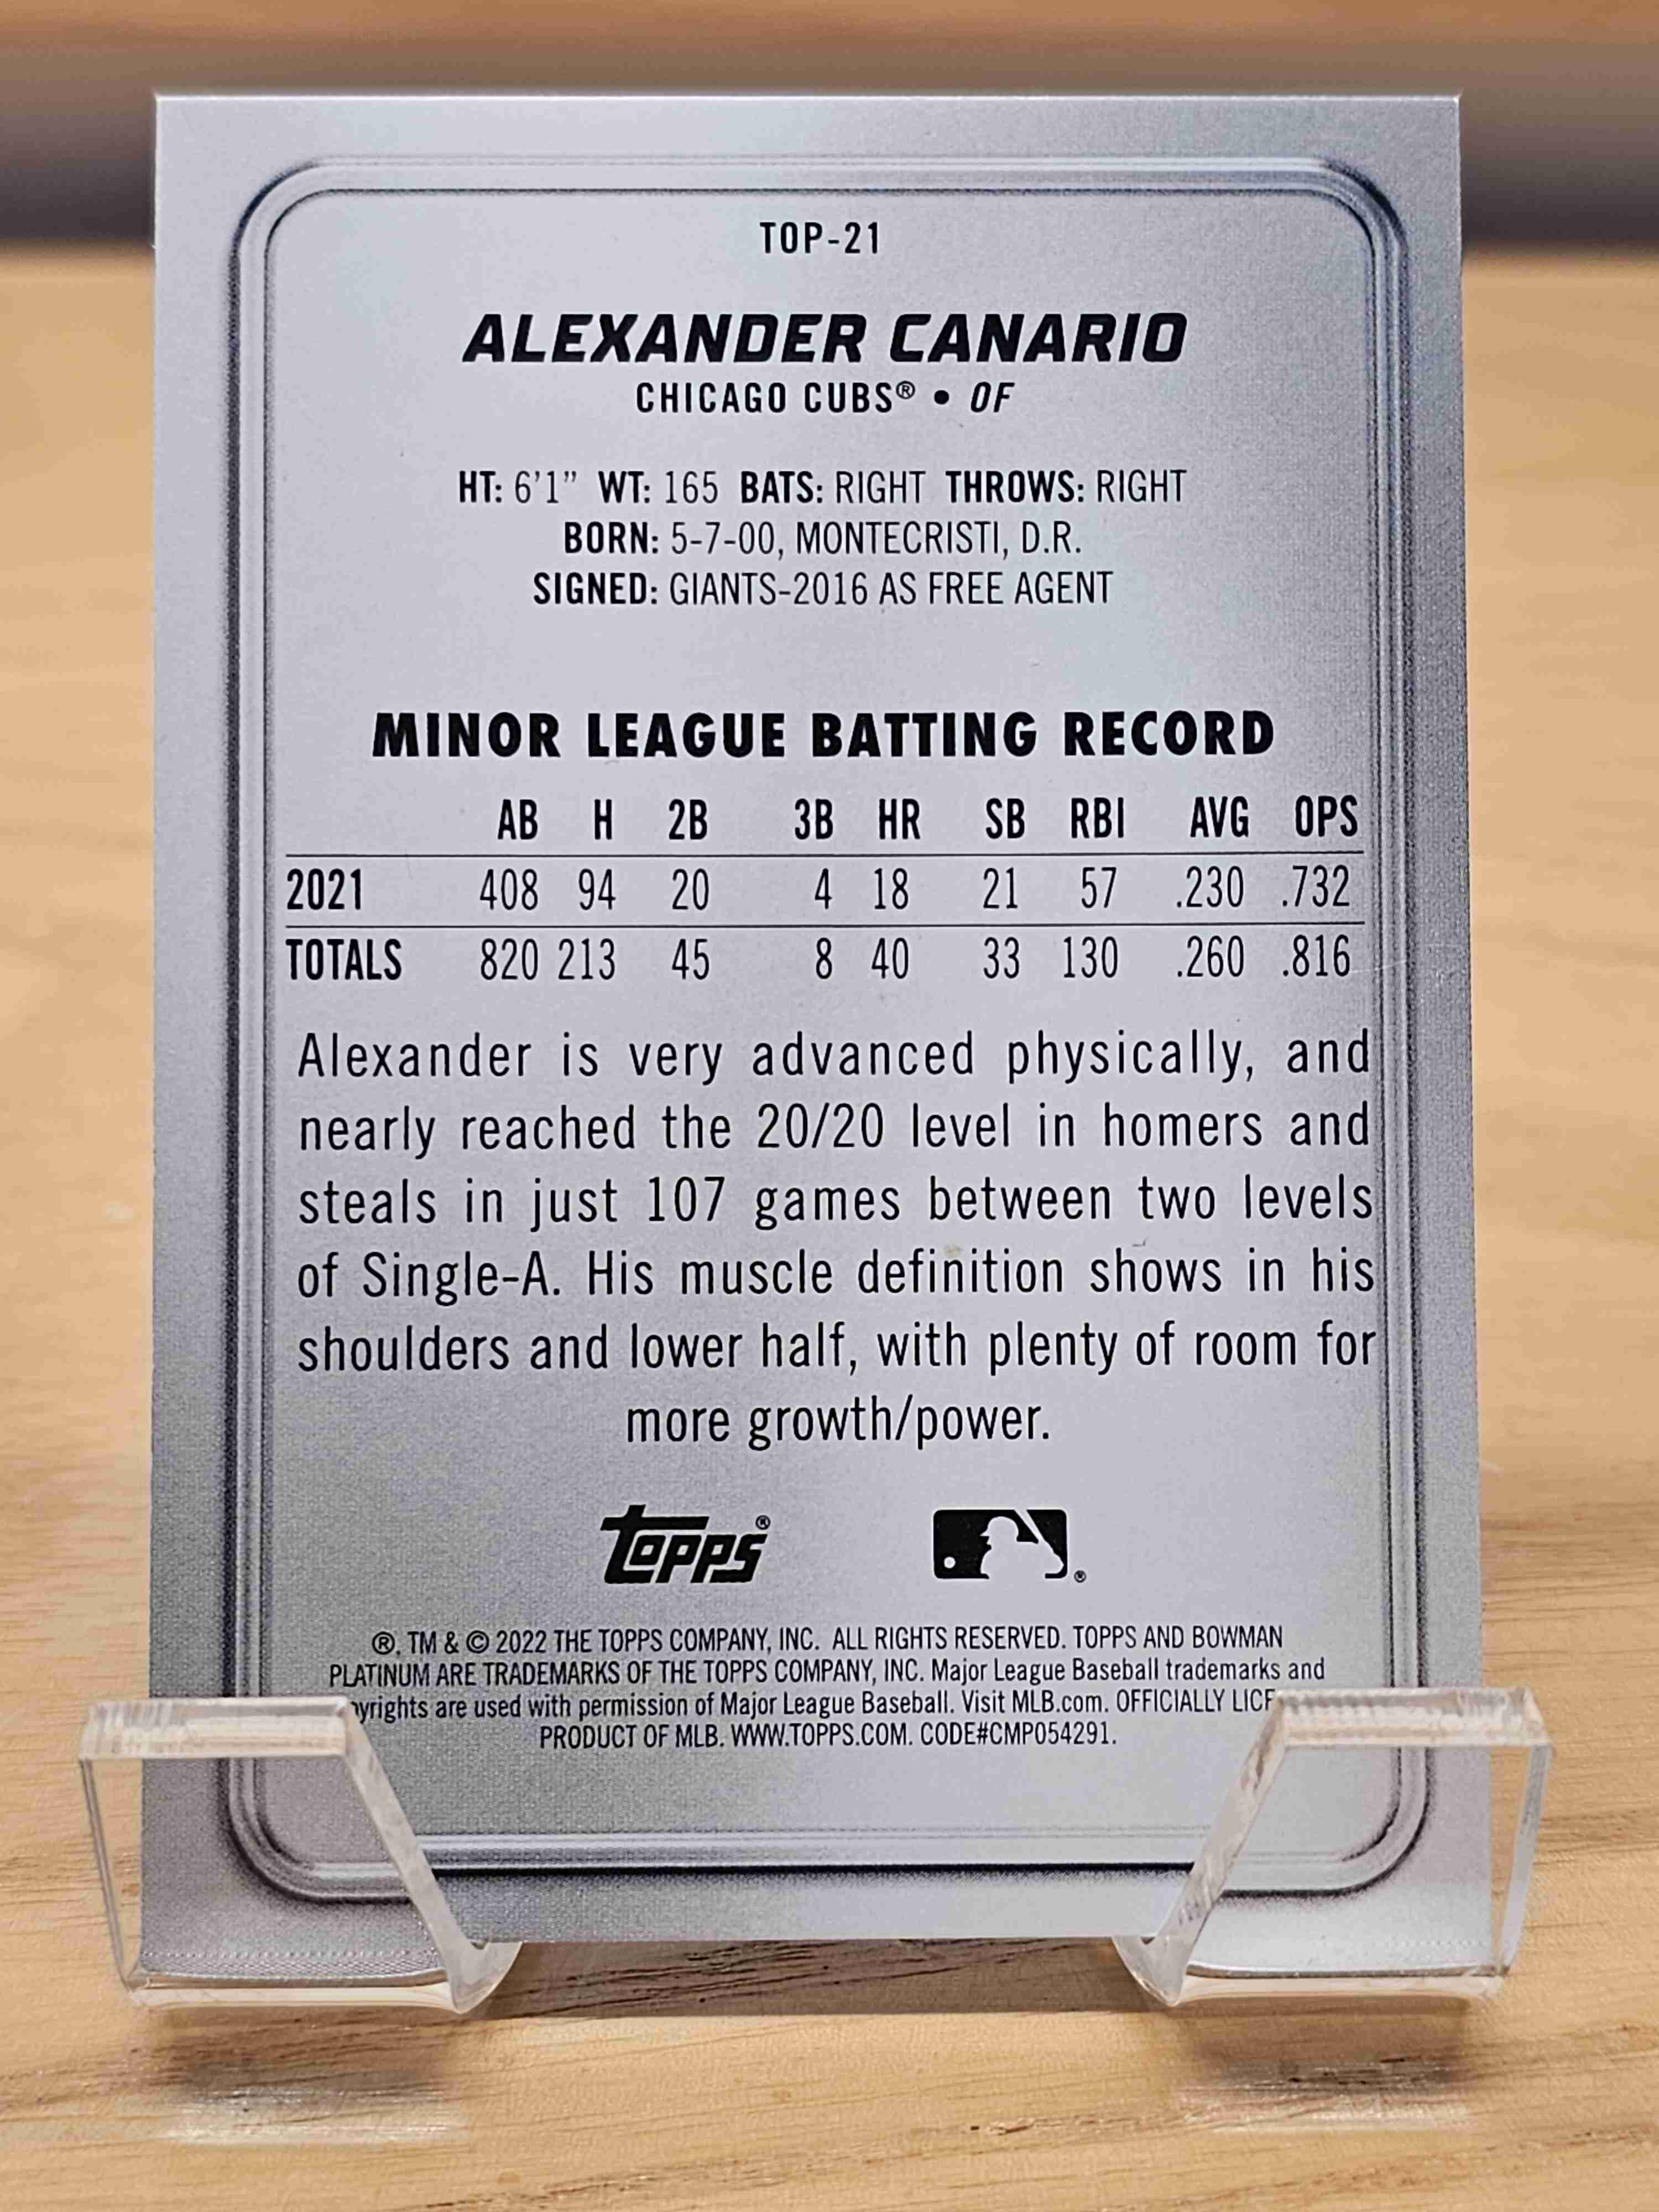 TOP-21
ALEXANDER CANARIO
CHICAGO CUBS® • OF
HT: 6'1" WT: 165 BATS: RIGHT THROWS: RIGHT
BORN: 5-7-00, MONTECRISTI, D.R.
SIGNED: GIANTS-2016 AS FREE AGENT
MINOR LEAGUE BATTING RECORD
AB H 2B 3B HR SB RBI AVG OPS
2021 408 94 20 4 18 21 57 .230 .732
TOTALS 820 213 45 8 40 33 130 .260 .816
Alexander is very advanced physically, and
nearly reached the 20/20 level in homers and
steals in just 107 games between two levels
of Single-A. His muscle definition shows in his
shoulders and lower half, with plenty of room for
more growth/power.
topps®
®, TM & © 2022 THE TOPPS COMPANY, INC. ALL RIGHTS RESERVED. TOPPS AND BOWMAN
PLATINUM ARE TRADEMARKS OF THE TOPPS COMPANY, INC. Major League Baseball trademarks and
are used with permission of Major League Baseball. Visit MLB.com. OFFICIALLY
PRODUCT OF MLB. WWW.TOPPS.COM. CODE#CMP054291.